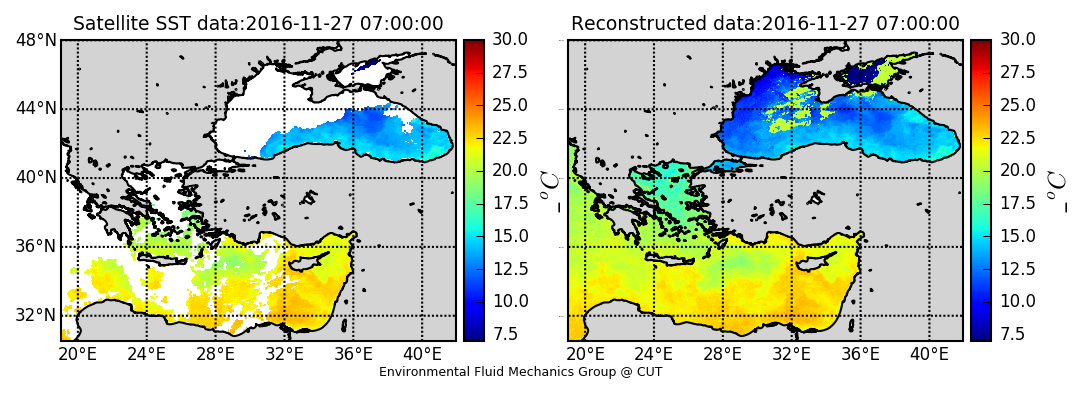 Satellite SST data:2016-11-27 07:00:00
48°N
44°N
40°N
36°N
32°N
20°E 24°E 28°E 32°E 36°E 40°E
30.0
27.5
25.0
22.5
20.0
17.5
15.0
12.5
10.0
7.5
_°C
Reconstructed data:2016-11-27 07:00:00
20°E 24°E 28°E 32°E 36°E 40°E
30.0
27.5
25.0
22.5
20.0
17.5
15.0
12.5
10.0
7.5
_°C
Environmental Fluid Mechanics Group @ CUT